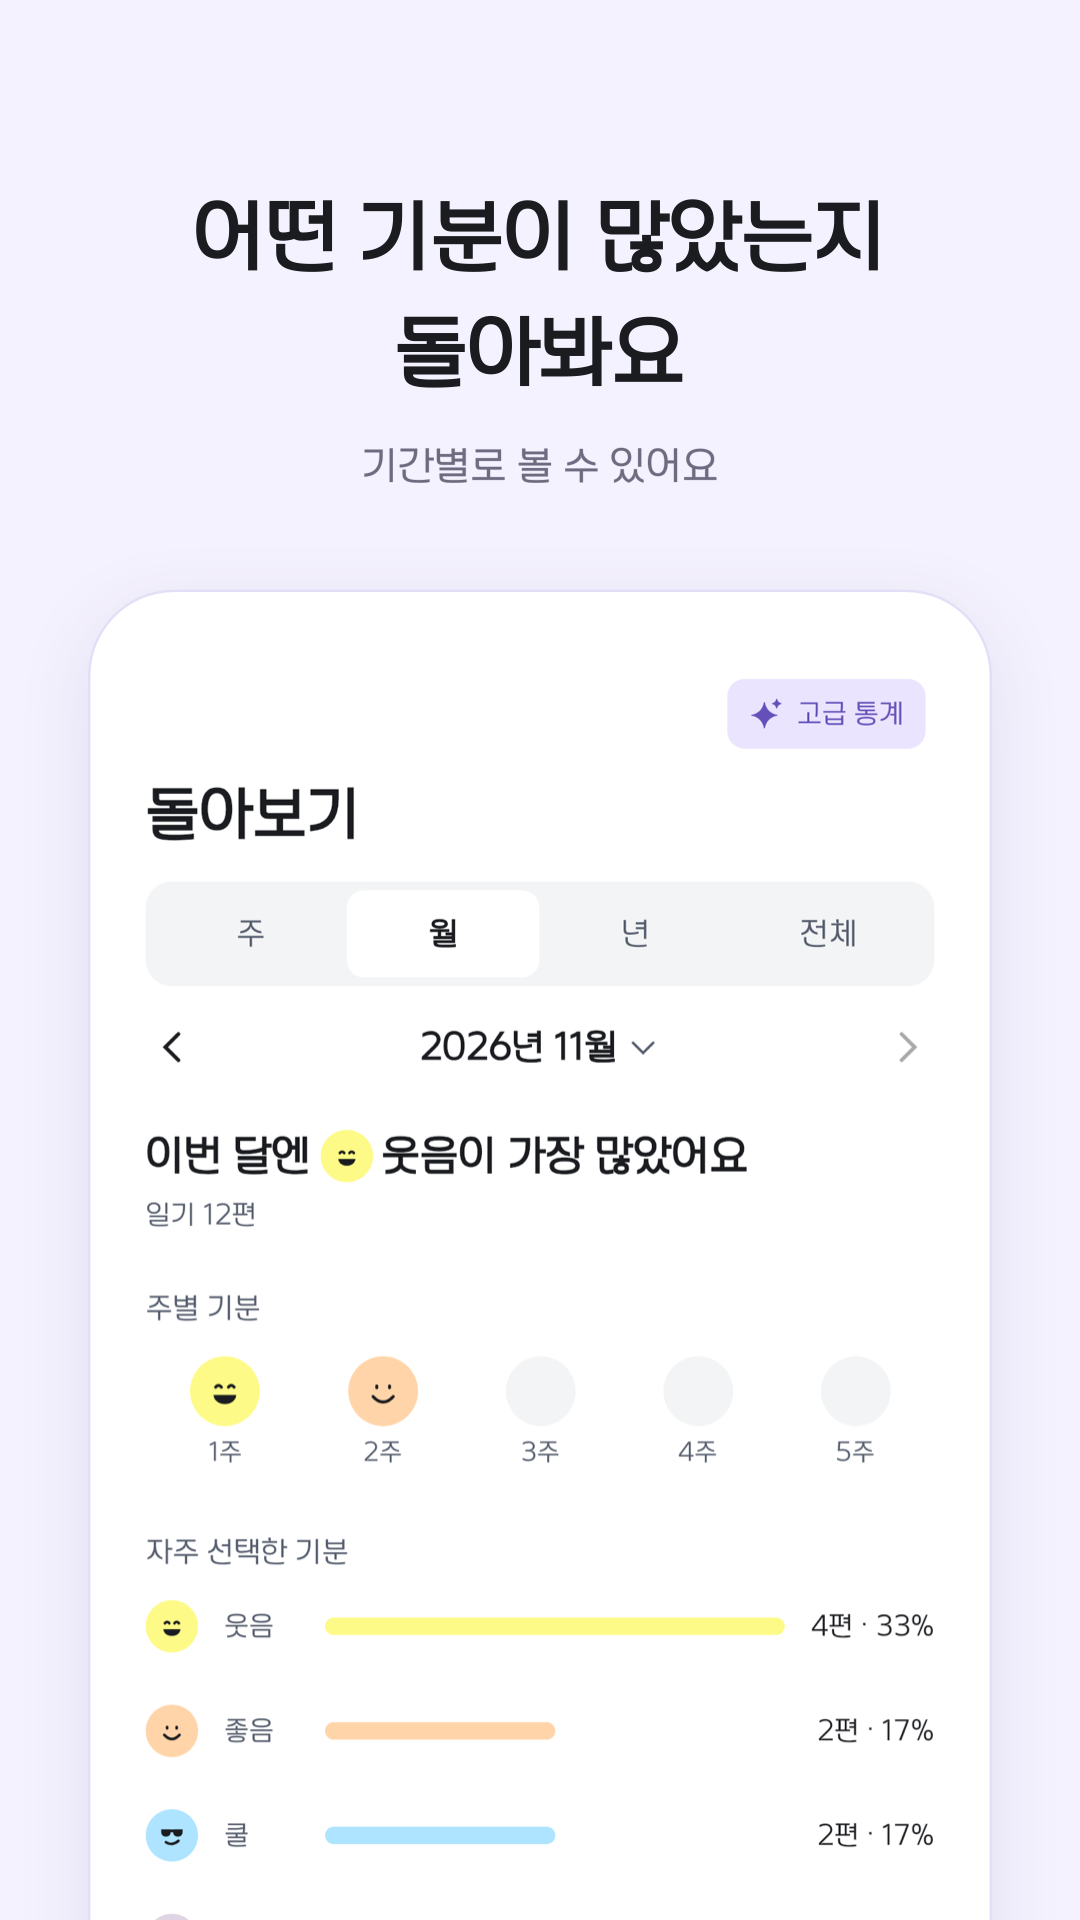 어떤 기분이 많았는지
돌아봐요
기간별로 볼 수 있어요
고급 통계
돌아보기
주 월 년 전체
2026년 11월
이번 달엔 웃음이 가장 많았어요
일기 12편
주별 기분
1주 2주 3주 4주 5주
자주 선택한 기분
웃음 4편 · 33%
좋음 2편 · 17%
쿨 2편 · 17%